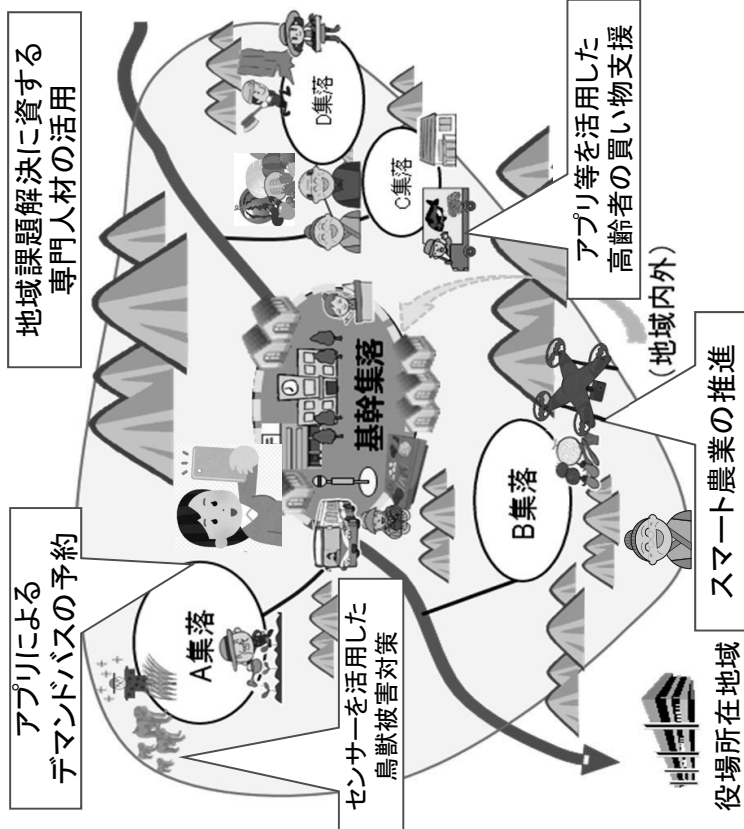 アプリによる
デマンドバスの予約
地域課題解決に資する
専門人材の活用
A集落
基幹集落
D集落
C集落
B集落
センサーを活用した
鳥獣被害対策
アプリ等を活用した
高齢者の買い物支援
(地域内外)
スマート農業の推進
役場所在地域